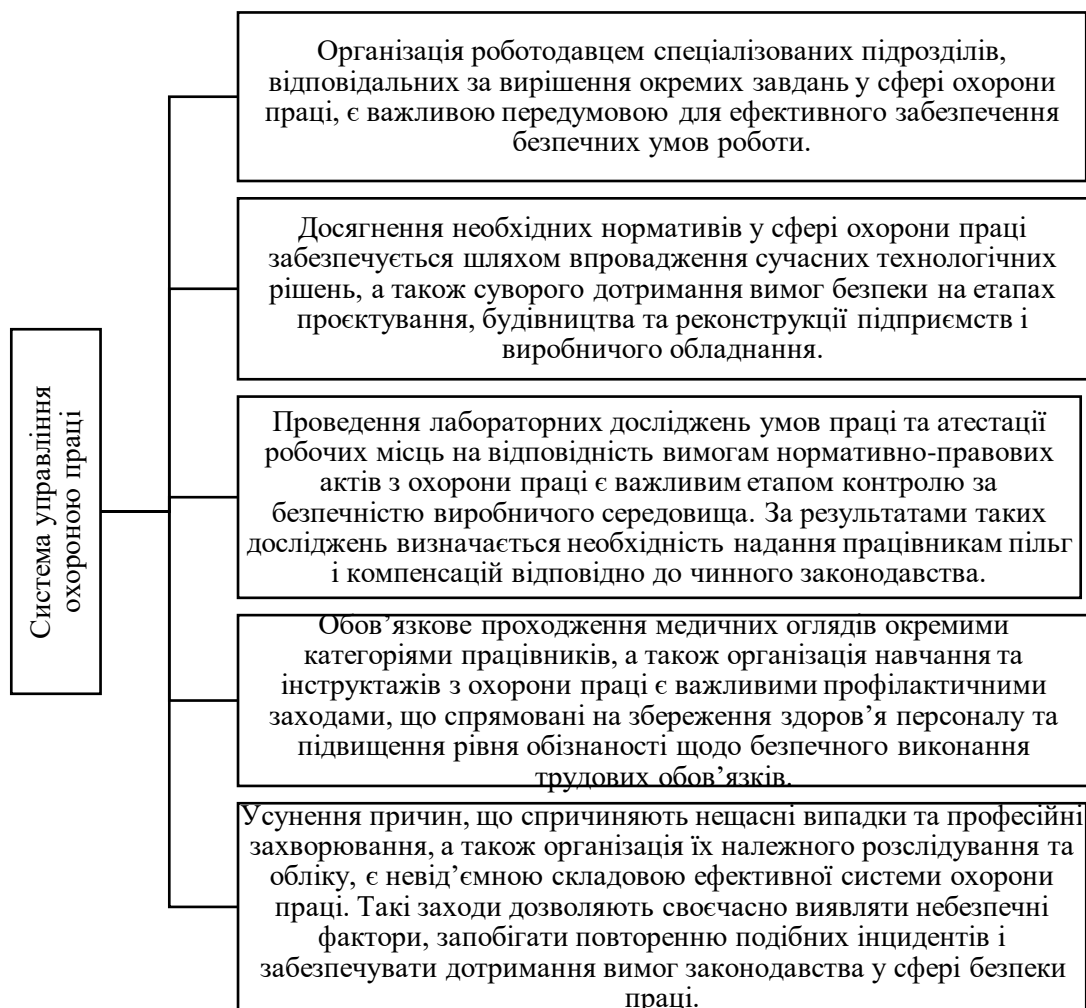 Система управління
охороною праці
Організація роботодавцем спеціалізованих підрозділів,
відповідальних за вирішення окремих завдань у сфері охорони
праці, є важливою передумовою для ефективного забезпечення
безпечних умов роботи.
Досягнення необхідних нормативів у сфері охорони праці
забезпечується шляхом впровадження сучасних технологічних
рішень, а також суворого дотримання вимог безпеки на етапах
проєктування, будівництва та реконструкції підприємств і
виробничого обладнання.
Проведення лабораторних досліджень умов праці та атестації
робочих місць на відповідність вимогам нормативно-правових
актів з охорони праці є важливим етапом контролю за
безпечністю виробничого середовища. За результатами таких
досліджень визначається необхідність надання працівникам пільг
і компенсацій відповідно до чинного законодавства.
Обов’язкове проходження медичних оглядів окремими
категоріями працівників, а також організація навчання та
інструктажів з охорони праці є важливими профілактичними
заходами, що спрямовані на збереження здоров’я персоналу та
підвищення рівня обізнаності щодо безпечного виконання
трудових обов’язків.
Усунення причин, що спричиняють нещасні випадки та професійні
захворювання, а також організація їх належного розслідування та
обліку, є невід’ємною складовою ефективної системи охорони
праці. Такі заходи дозволяють своєчасно виявляти небезпечні
фактори, запобігати повторенню подібних інцидентів і
забезпечувати дотримання вимог законодавства у сфері безпеки
праці.